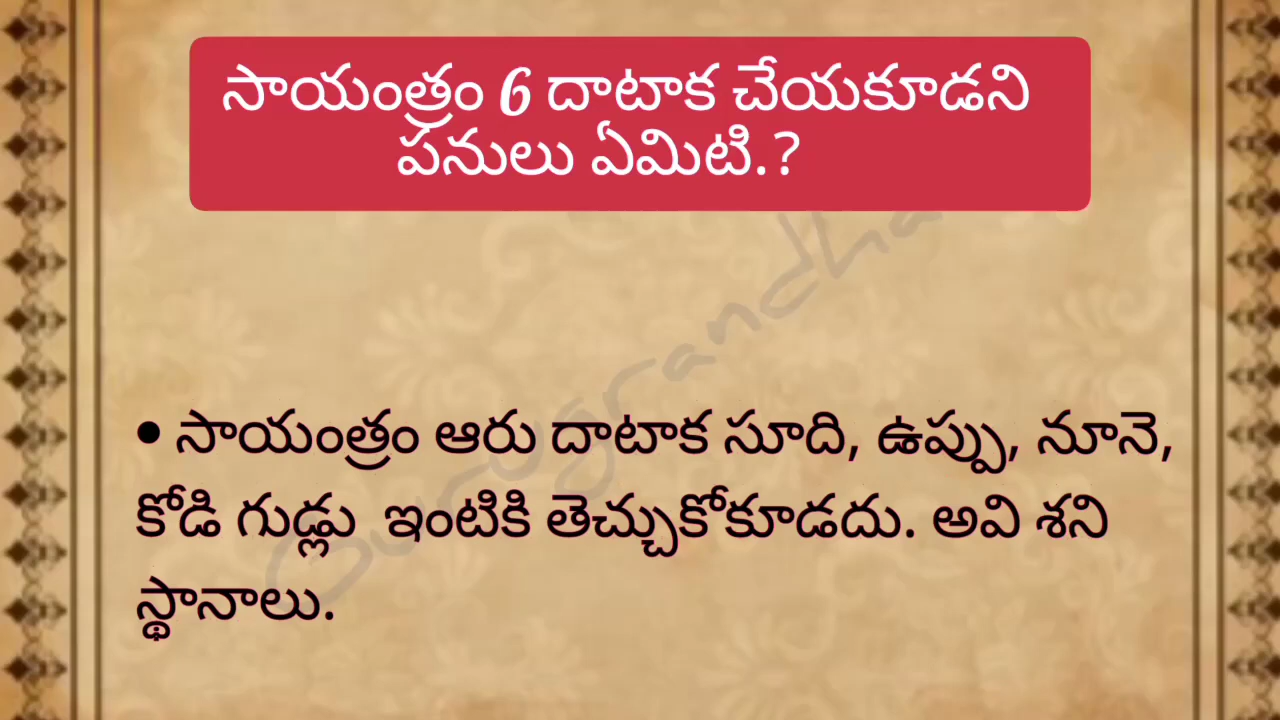 సాయంత్రం 6 దాటాక చేయకూడని
పనులు ఏమిటి.?
• సాయంత్రం ఆరు దాటాక సూది, ఉప్పు, నూనె,
కోడి గుడ్లు ఇంటికి తెచ్చుకోకూడదు. అవి శని
స్థానాలు.